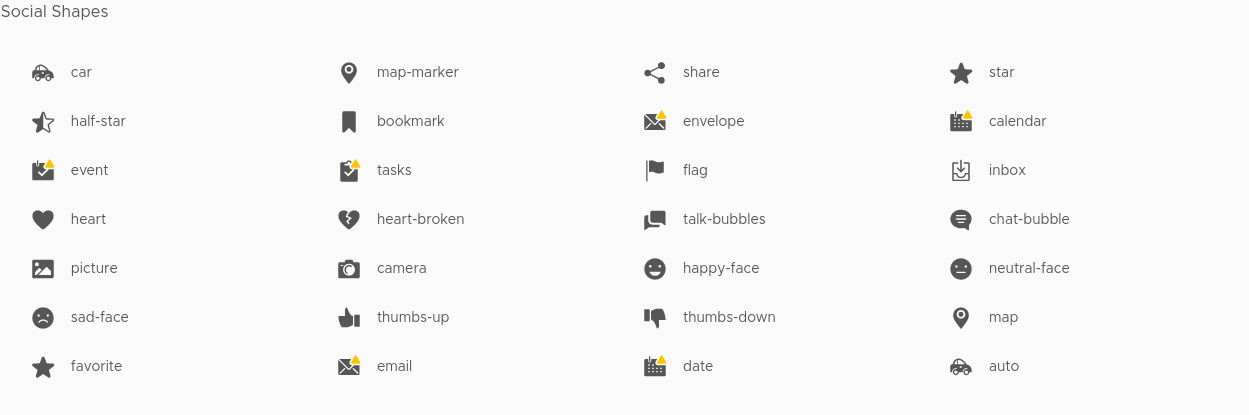 Social Shapes
car map-marker share star
half-star bookmark envelope calendar
event tasks flag inbox
heart heart-broken talk-bubbles chat-bubble
picture camera happy-face neutral-face
sad-face thumbs-up thumbs-down map
favorite email date auto